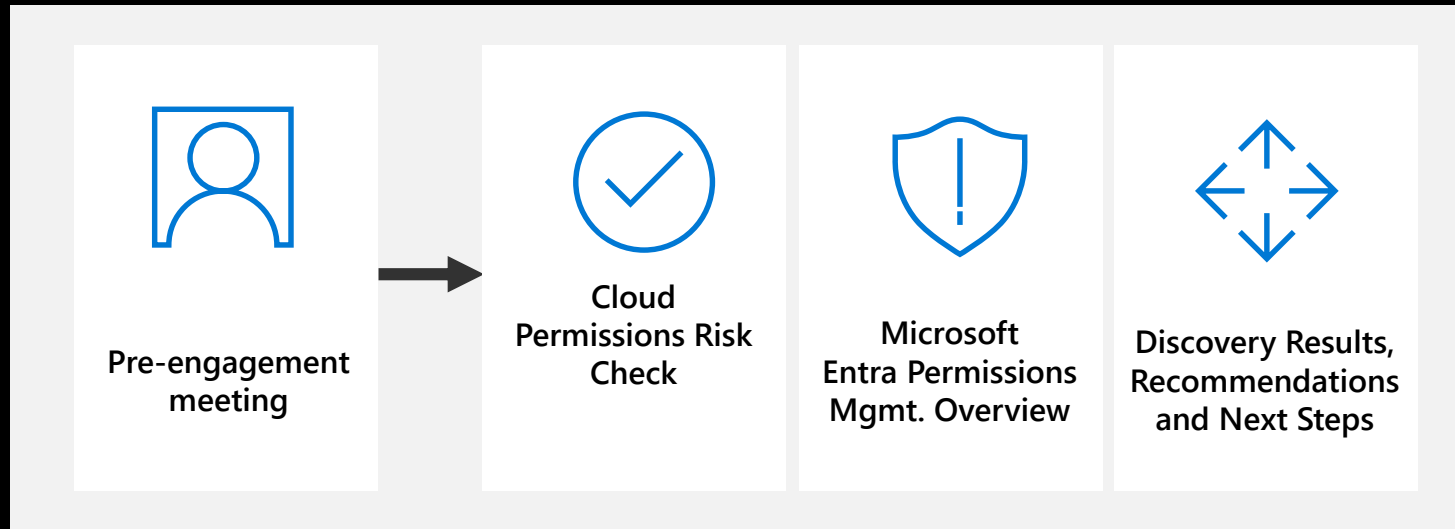 Pre-engagement
meeting
Cloud
Permissions Risk
Check
Microsoft
Entra Permissions
Mgmt. Overview
Discovery Results,
Recommendations
and Next Steps